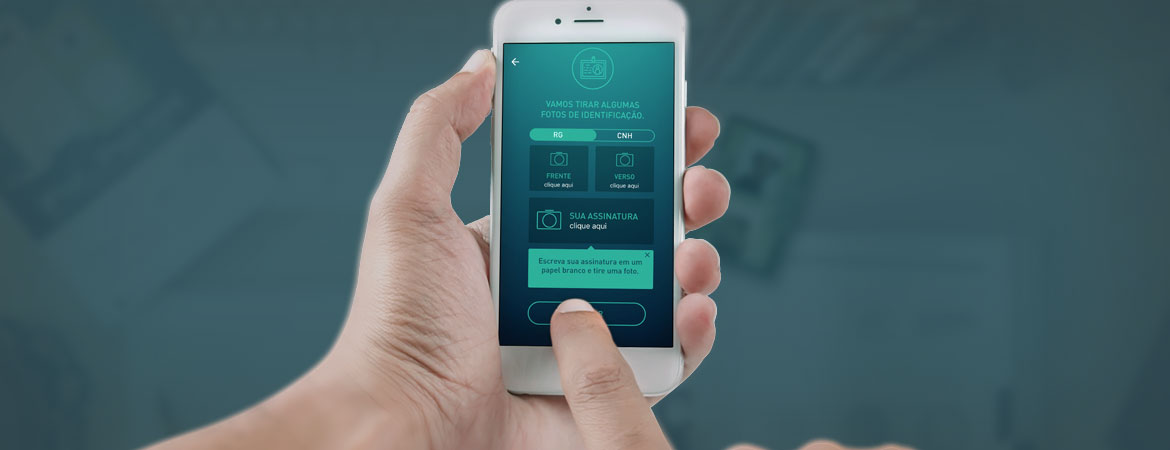 VAMOS TIRAR ALGUMAS
FOTOS DE IDENTIFICAÇÃO.
RG CNH
FRENTE
clique aqui
VERSO
clique aqui
SUA ASSINATURA
clique aqui
Escreva sua assinatura em um
papel branco e tire uma foto.